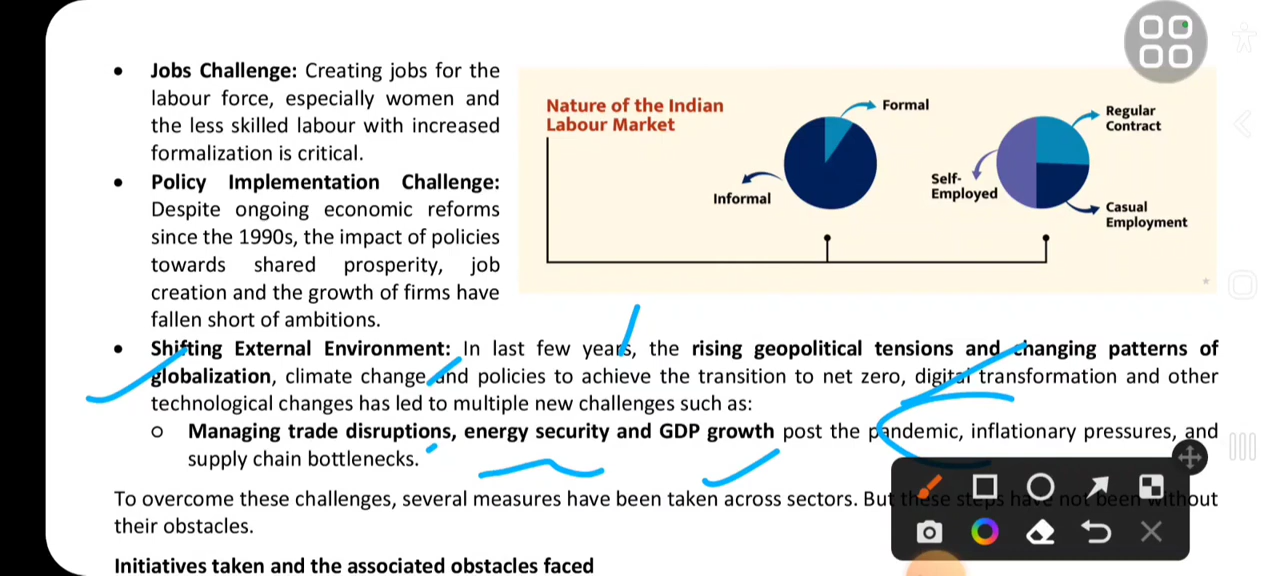 • Jobs Challenge: Creating jobs for the
labour force, especially women and
the less skilled labour with increased
formalization is critical.
• Policy Implementation Challenge:
Despite ongoing economic reforms
since the 1990s, the impact of policies
towards shared prosperity, job
creation and the growth of firms have
fallen short of ambitions.
Nature of the Indian
Labour Market
Formal
Informal
Regular
Contract
Self-
Employed
Casual
Employment
• Shifting External Environment: In last few years, the rising geopolitical tensions and changing patterns of
globalization, climate change and policies to achieve the transition to net zero, digital transformation and other
technological changes has led to multiple new challenges such as:
o Managing trade disruptions, energy security and GDP growth post the pandemic, inflationary pressures, and
supply chain bottlenecks.
To overcome these challenges, several measures have been taken across sectors. But these steps have not been without
their obstacles.
Initiatives taken and the associated obstacles faced